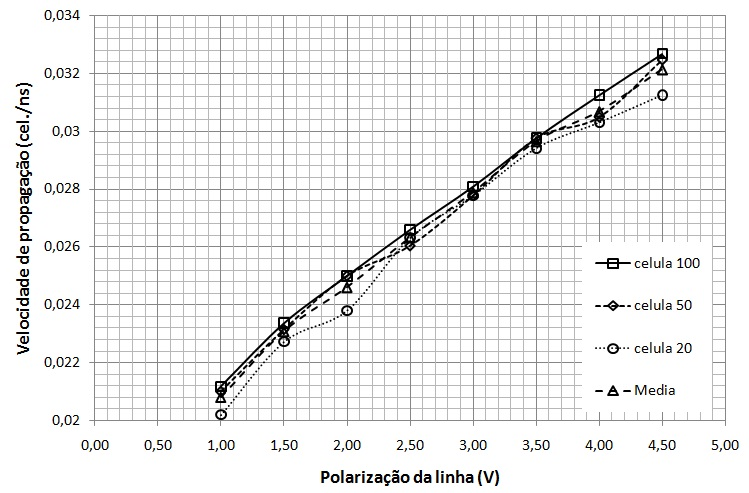 0,034
0,032
0,03
0,028
0,026
0,024
0,022
0,02
Velocidade de propagação (cel./ns)
celula 100
celula 50
celula 20
Media
0,00 0,50 1,00 1,50 2,00 2,50 3,00 3,50 4,00 4,50 5,00
Polarização da linha (V)